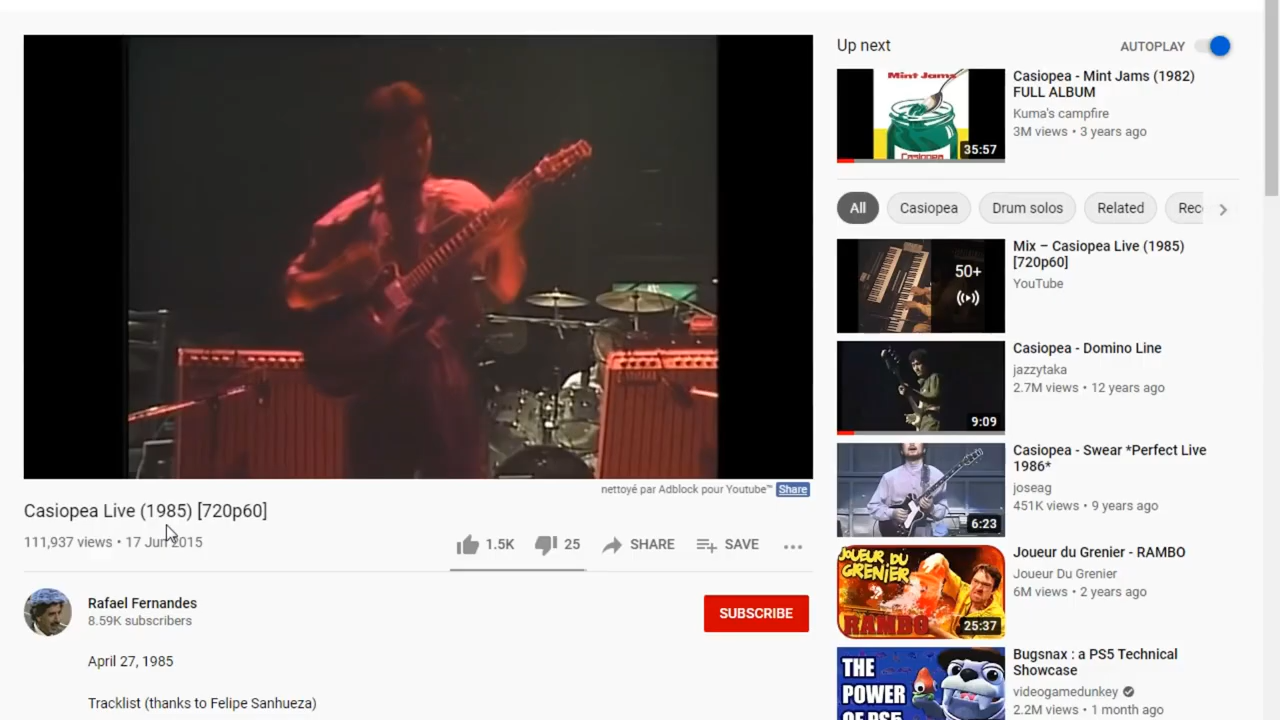 Up next
AUTOPLAY
Mint Jams
Casiopea
35:57
Casiopea - Mint Jams (1982)
FULL ALBUM
Kuma's campfire
3M views • 3 years ago
All
Casiopea
Drum solos
Related
50+
Mix – Casiopea Live (1985)
[720p60]
YouTube
9:09
Casiopea - Domino Line
jazzytaka
2.7M views • 12 years ago
6:23
Casiopea - Swear *Perfect Live
1986*
joseag
451K views • 9 years ago
JOUEUR DU
GRENIER
RAMBO
25:37
Joueur du Grenier - RAMBO
Joueur Du Grenier
6M views • 2 years ago
THE
POWER
OF PS5
Bugsnax : a PS5 Technical
Showcase
videogamedunkey
2.2M views • 1 month ago
nettoyé par Adblock pour Youtube™ Share
Casiopea Live (1985) [720p60]
111,937 views • 17 Jun 2015
1.5K
25
SHARE
SAVE
Rafael Fernandes
8.59K subscribers
SUBSCRIBE
April 27, 1985
Tracklist (thanks to Felipe Sanhueza)